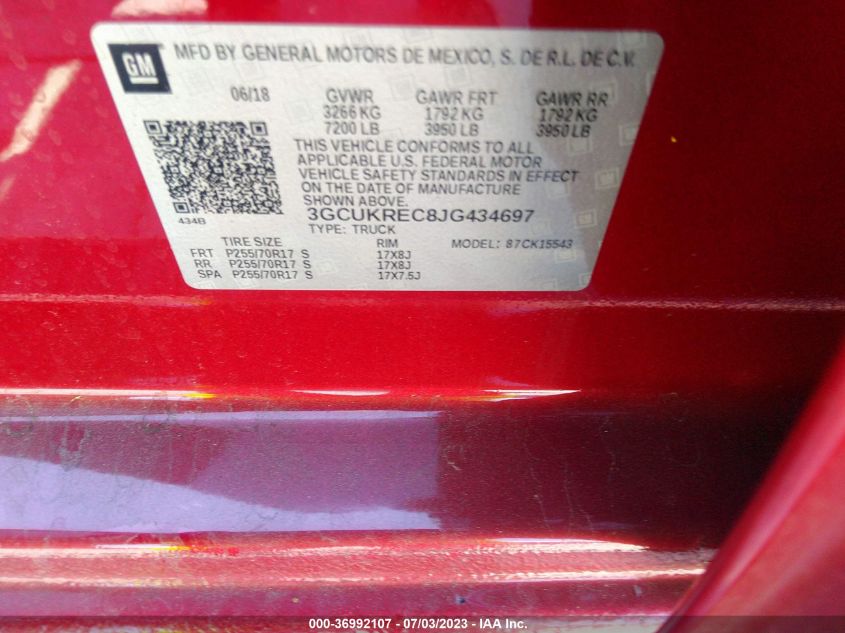 GM
MFD BY GENERAL MOTORS DE MEXICO, S. DE R.L. DE C.V.
06/18 GVWR GAWR FRT GAWR RR
3266 KG 1792 KG 1792 KG
7200 LB 3950 LB 3950 LB
THIS VEHICLE CONFORMS TO ALL
APPLICABLE U.S. FEDERAL MOTOR
VEHICLE SAFETY STANDARDS IN EFFECT
ON THE DATE OF MANUFACTURE
SHOWN ABOVE.
434B
3GCUKREC8JG434697
TYPE: TRUCK MODEL: 87CK15543
TIRE SIZE RIM
FRT P255/70R17 S 17X8J
RR P255/70R17 S 17X8J
SPA P255/70R17 S 17X7.5J
000-36992107 / 07/03/2023 - IAA Inc.